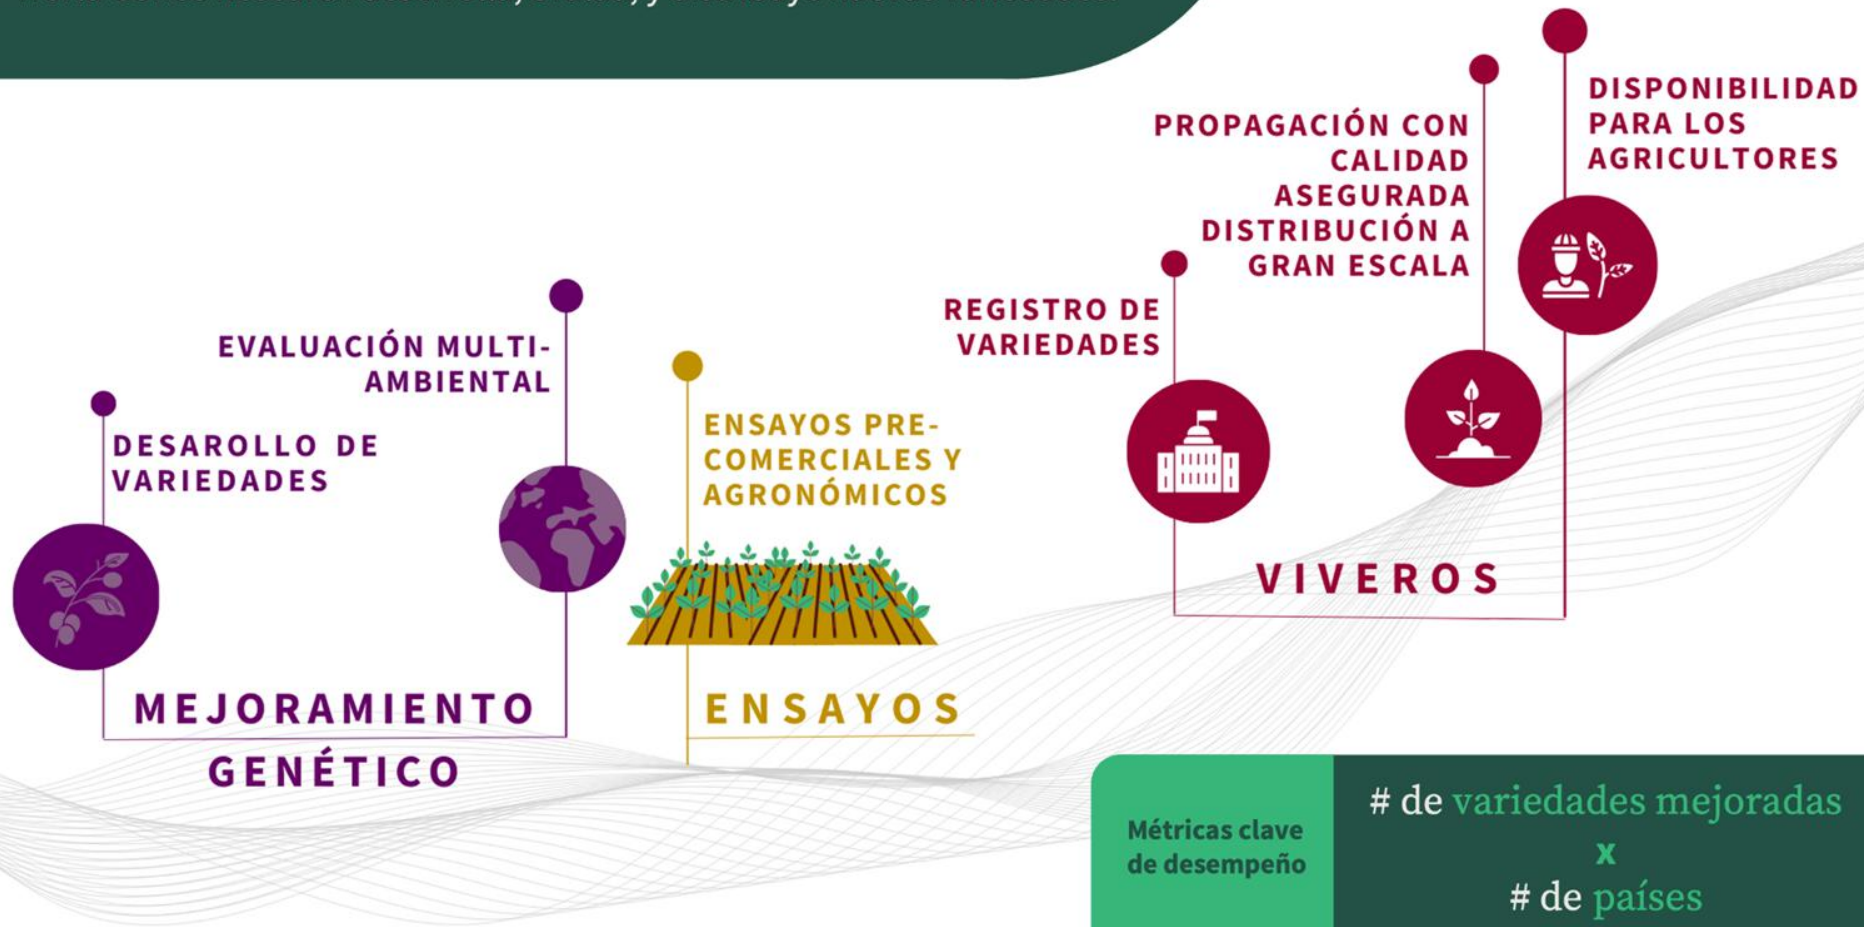 DESAROLLO DE
VARIEDADES
EVALUACIÓN MULTI-
AMBIENTAL
MEJORAMIENTO
GENÉTICO
ENSAYOS PRE-
COMERCIALES Y
AGRONÓMICOS
ENSAYOS
REGISTRO DE
VARIEDADES
PROPAGACIÓN CON
CALIDAD
ASEGURADA
DISTRIBUCIÓN A
GRAN ESCALA
DISPONIBILIDAD
PARA LOS
AGRICULTORES
VIVEROS
Métricas clave
de desempeño
# de variedades mejoradas
x
# de países